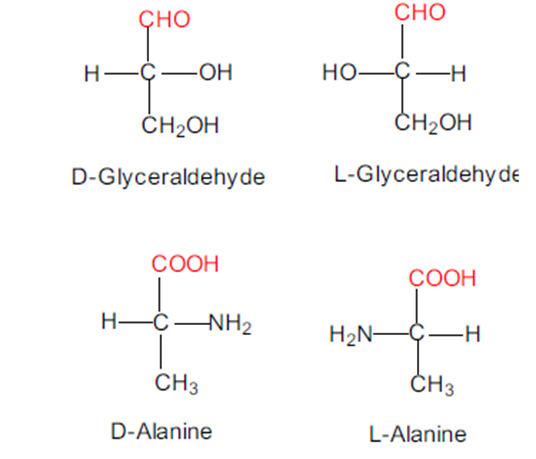 CHO
H—C—OH
CH₂OH
D-Glyceraldehyde
CHO
HO—C—H
CH₂OH
L-Glyceraldehyde
COOH
H—C—NH₂
CH₃
D-Alanine
COOH
H₂N—C—H
CH₃
L-Alanine